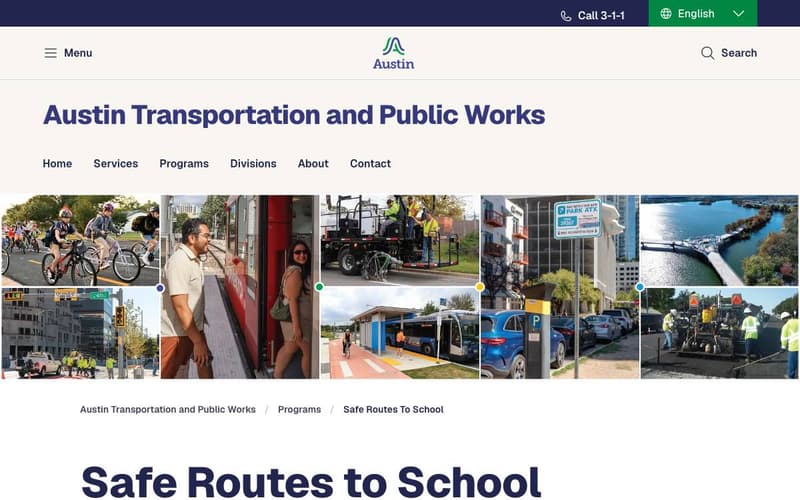 Call 3-1-1
English
Menu
Austin
Search
Austin Transportation and Public Works
Home Services Programs Divisions About Contact
PARK ATX
P
Austin Transportation and Public Works / Programs / Safe Routes To School
Safe Routes to School